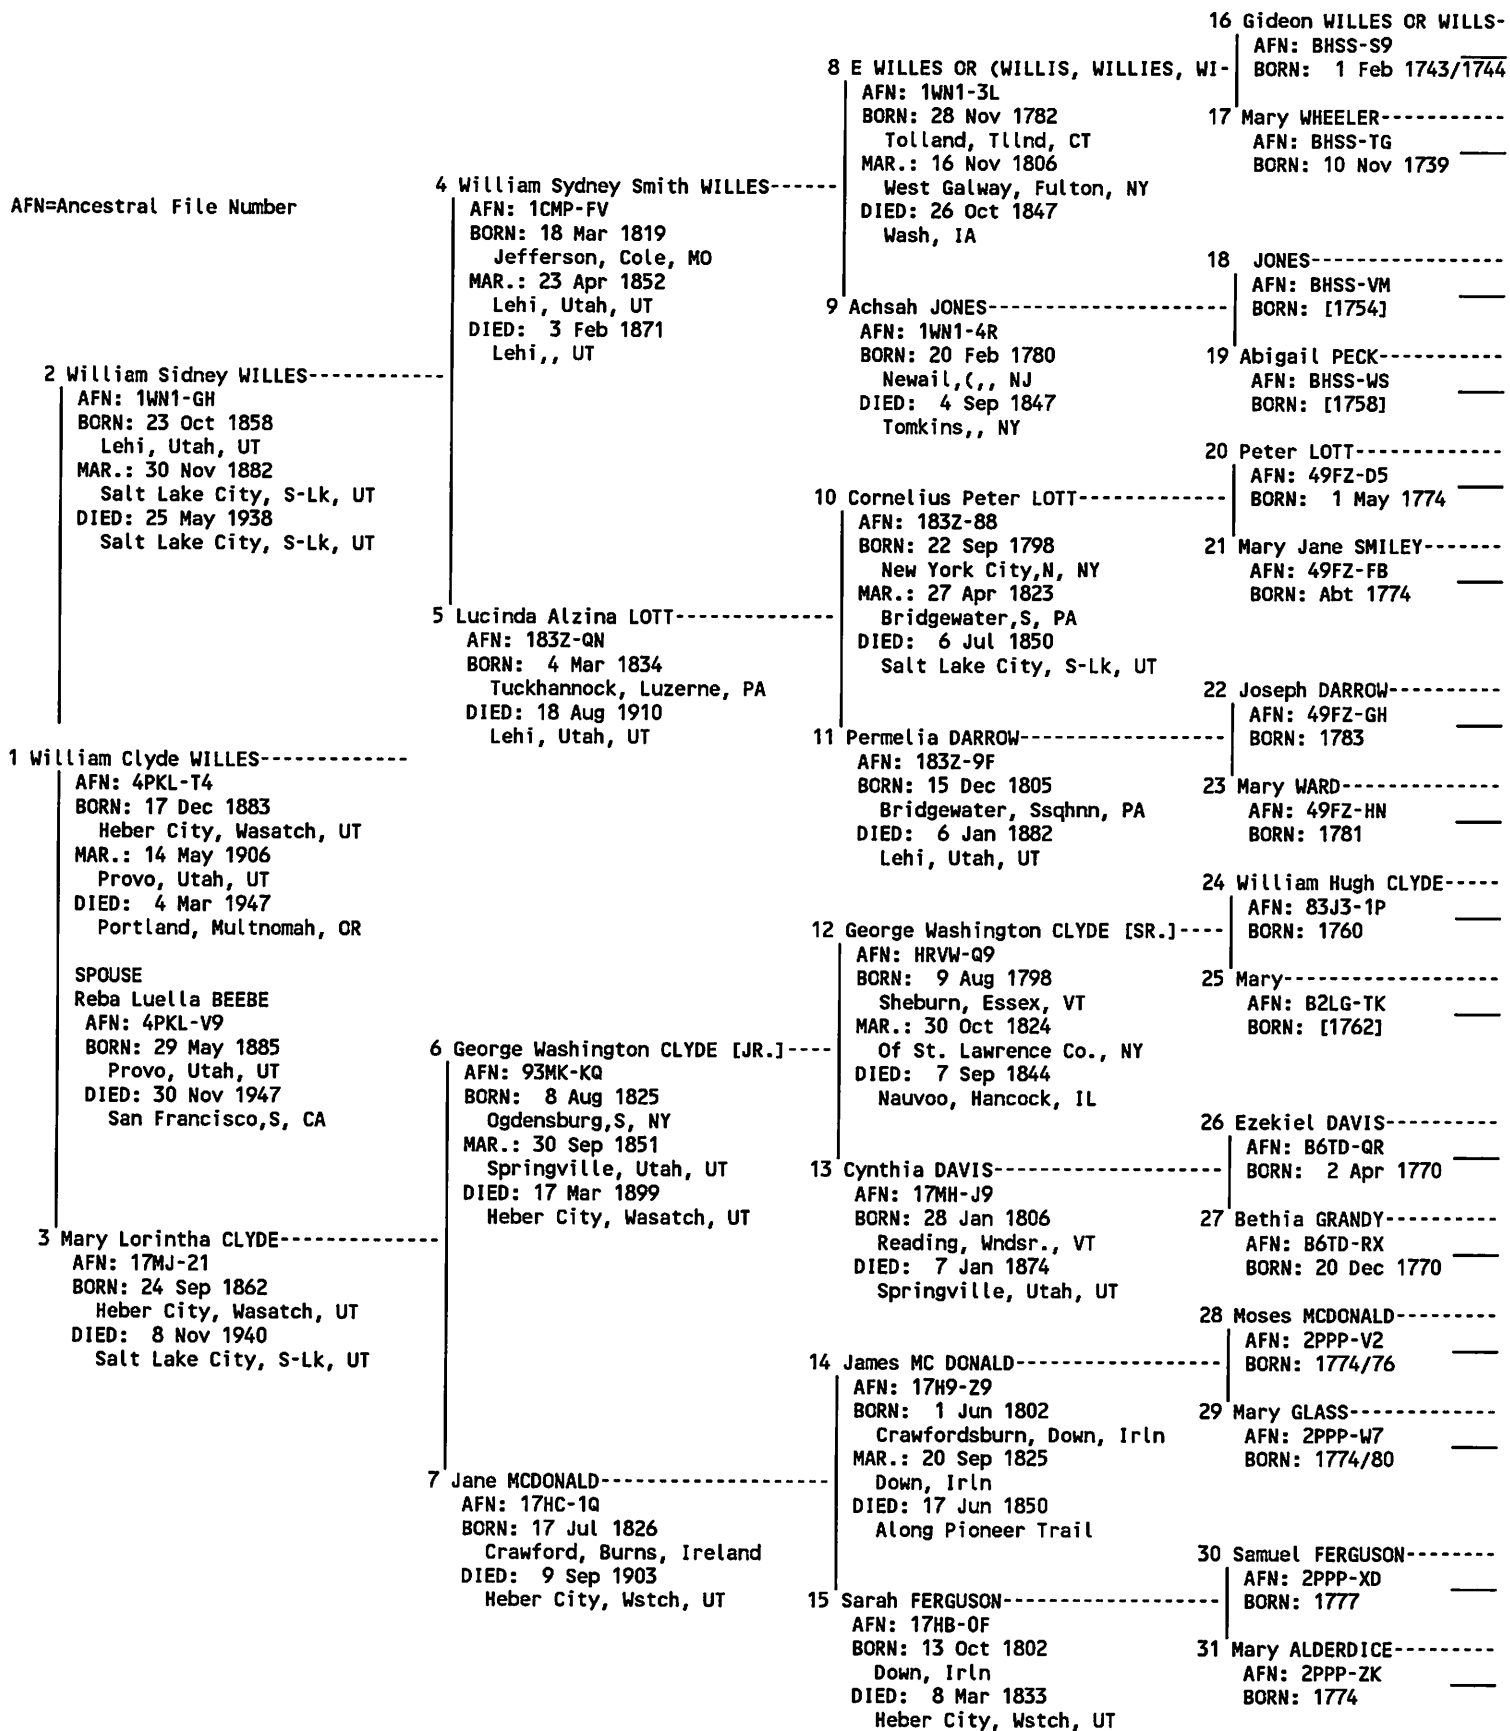 AFN=Ancestral File Number
1 William Clyde WILLES-------------
AFN: 4PKL-T4
BORN: 17 Dec 1883
Heber City, Wasatch, UT
MAR.: 14 May 1906
Provo, Utah, UT
DIED: 4 Mar 1947
Portland, Multnomah, OR
SPOUSE
Reba Luella BEEBE
AFN: 4PKL-V9
BORN: 29 May 1885
Provo, Utah, UT
DIED: 30 Nov 1947
San Francisco,S, CA
2 William Sidney WILLES------------
AFN: 1WN1-GH
BORN: 23 Oct 1858
Lehi, Utah, UT
MAR.: 30 Nov 1882
Salt Lake City, S-Lk, UT
DIED: 25 May 1938
Salt Lake City, S-Lk, UT
3 Mary Lorintha CLYDE--------------
AFN: 17MJ-21
BORN: 24 Sep 1862
Heber City, Wasatch, UT
DIED: 8 Nov 1940
Salt Lake City, S-Lk, UT
4 William Sydney Smith WILLES------
AFN: 1CMP-FV
BORN: 18 Mar 1819
Jefferson, Cole, MO
MAR.: 23 Apr 1852
Lehi, Utah, UT
DIED: 3 Feb 1871
Lehi,, UT
5 Lucinda Alzina LOTT--------------
AFN: 183Z-QN
BORN: 4 Mar 1834
Tuckhannock, Luzerne, PA
DIED: 18 Aug 1910
Lehi, Utah, UT
6 George Washington CLYDE [JR.]----
AFN: 93MK-KQ
BORN: 8 Aug 1825
Ogdensburg,S, NY
MAR.: 30 Sep 1851
Springville, Utah, UT
DIED: 17 Mar 1899
Heber City, Wasatch, UT
7 Jane MCDONALD--------------------
AFN: 17HC-1Q
BORN: 17 Jul 1826
Crawford, Burns, Ireland
DIED: 9 Sep 1903
Heber City, Wstch, UT
8 E WILLES OR (WILLIS, WILLIES, WI-
AFN: 1WN1-3L
BORN: 28 Nov 1782
Tolland, Tllnd, CT
MAR.: 16 Nov 1806
West Galway, Fulton, NY
DIED: 26 Oct 1847
Wash, IA
9 Achsah JONES---------------------
AFN: 1WN1-4R
BORN: 20 Feb 1780
Newail,(,, NJ
DIED: 4 Sep 1847
Tomkins,, NY
10 Cornelius Peter LOTT-------------
AFN: 183Z-88
BORN: 22 Sep 1798
New York City,N, NY
MAR.: 27 Apr 1823
Bridgewater,S, PA
DIED: 6 Jul 1850
Salt Lake City, S-Lk, UT
11 Permelia DARROW------------------
AFN: 183Z-9F
BORN: 15 Dec 1805
Bridgewater, Ssqhnn, PA
DIED: 6 Jan 1882
Lehi, Utah, UT
12 George Washington CLYDE [SR.]----
AFN: HRVW-Q9
BORN: 9 Aug 1798
Sheburn, Essex, VT
MAR.: 30 Oct 1824
Of St. Lawrence Co., NY
DIED: 7 Sep 1844
Nauvoo, Hancock, IL
13 Cynthia DAVIS--------------------
AFN: 17MH-J9
BORN: 28 Jan 1806
Reading, Wndsr., VT
DIED: 7 Jan 1874
Springville, Utah, UT
14 James MC DONALD------------------
AFN: 17H9-Z9
BORN: 1 Jun 1802
Crawfordsburn, Down, Irln
MAR.: 20 Sep 1825
Down, Irln
DIED: 17 Jun 1850
Along Pioneer Trail
15 Sarah FERGUSON-------------------
AFN: 17HB-0F
BORN: 13 Oct 1802
Down, Irln
DIED: 8 Mar 1833
Heber City, Wstch, UT
16 Gideon WILLES OR WILLS-
AFN: BHSS-S9
BORN: 1 Feb 1743/1744
17 Mary WHEELER-----------
AFN: BHSS-TG
BORN: 10 Nov 1739
18 JONES-----------------
AFN: BHSS-VM
BORN: [1754]
19 Abigail PECK-----------
AFN: BHSS-WS
BORN: [1758]
20 Peter LOTT-------------
AFN: 49FZ-D5
BORN: 1 May 1774
21 Mary Jane SMILEY-------
AFN: 49FZ-FB
BORN: Abt 1774
22 Joseph DARROW----------
AFN: 49FZ-GH
BORN: 1783
23 Mary WARD--------------
AFN: 49FZ-HN
BORN: 1781
24 William Hugh CLYDE-----
AFN: 83J3-1P
BORN: 1760
25 Mary-------------------
AFN: B2LG-TK
BORN: [1762]
26 Ezekiel DAVIS----------
AFN: B6TD-QR
BORN: 2 Apr 1770
27 Bethia GRANDY----------
AFN: B6TD-RX
BORN: 20 Dec 1770
28 Moses MCDONALD---------
AFN: 2PPP-V2
BORN: 1774/76
29 Mary GLASS-------------
AFN: 2PPP-W7
BORN: 1774/80
30 Samuel FERGUSON--------
AFN: 2PPP-XD
BORN: 1777
31 Mary ALDERDICE---------
AFN: 2PPP-ZK
BORN: 1774